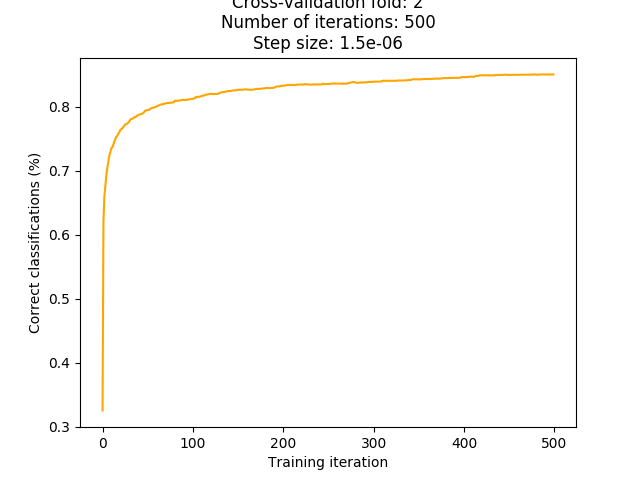 Cross-validation fold: 2
Number of iterations: 500
Step size: 1.5e-06
0.8
0.7
0.6
0.5
0.4
0.3
Correct classifications (%)
0 100 200 300 400 500
Training iteration